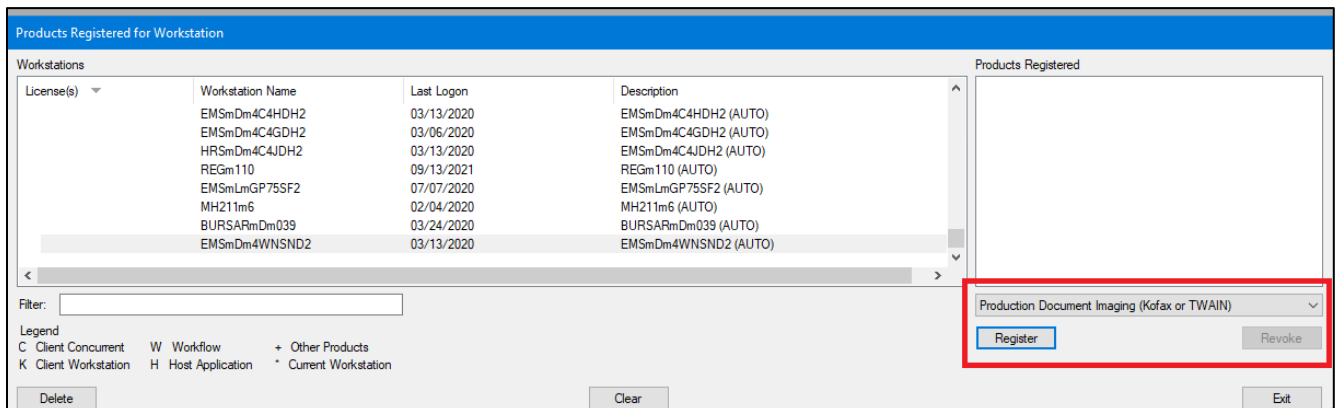 Products Registered for Workstation
Workstations
Products Registered
License(s) Workstation Name Last Logon Description
EMSmDm4C4HDH2 03/13/2020 EMSmDm4C4HDH2 (AUTO)
EMSmDm4C4GDH2 03/06/2020 EMSmDm4C4GDH2 (AUTO)
HRSmDm4C4JDH2 03/13/2020 EMSmDm4C4JDH2 (AUTO)
REGm110 09/13/2021 REGm110 (AUTO)
EMSmLmGP75SF2 07/07/2020 EMSmLmGP75SF2 (AUTO)
MH211m6 02/04/2020 MH211m6 (AUTO)
BURSARmDm039 03/24/2020 BURSARmDm039 (AUTO)
EMSmDm4WNSND2 03/13/2020 EMSmDm4WNSND2 (AUTO)
Filter:
Production Document Imaging (Kofax or TWAIN)
Legend
C Client Concurrent W Workflow + Other Products
K Client Workstation H Host Application * Current Workstation
Register Revoke
Delete Clear Exit